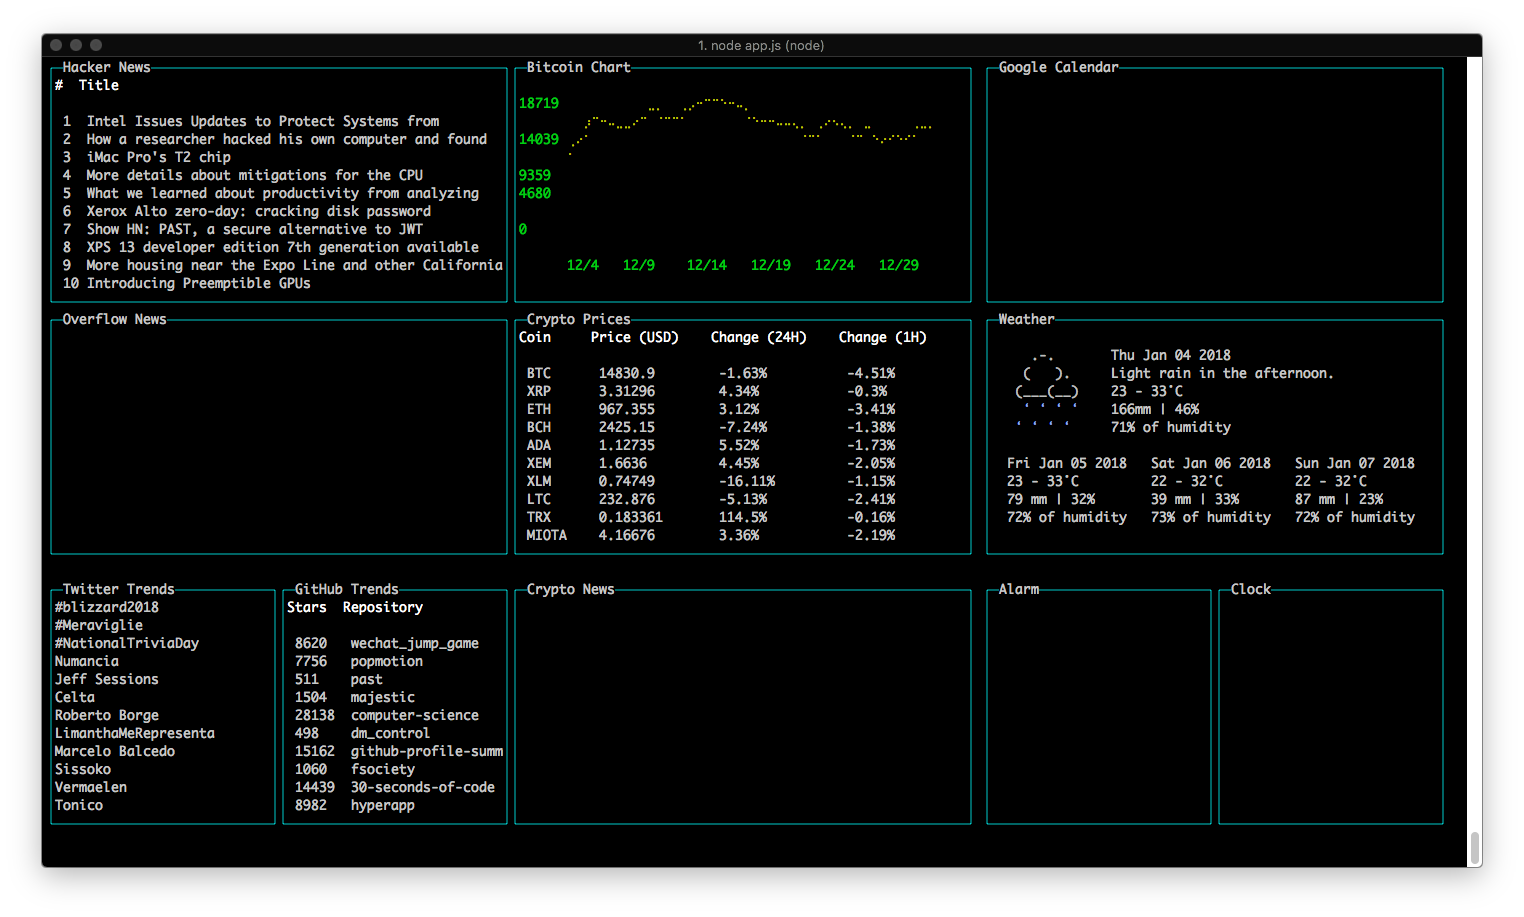 1. node app.js (node)
Hacker News
# Title
1 Intel Issues Updates to Protect Systems from
2 How a researcher hacked his own computer and found
3 iMac Pro's T2 chip
4 More details about mitigations for the CPU
5 What we learned about productivity from analyzing
6 Xerox Alto zero-day: cracking disk password
7 Show HN: PAST, a secure alternative to JWT
8 XPS 13 developer edition 7th generation available
9 More housing near the Expo Line and other California
10 Introducing Preemptible GPUs
Bitcoin Chart
18719
14039
9359
4680
0
12/4 12/9 12/14 12/19 12/24 12/29
Google Calendar
Overflow News
Crypto Prices
Coin Price (USD) Change (24H) Change (1H)
BTC 14830.9 -1.63% -4.51%
XRP 3.31296 4.34% -0.3%
ETH 967.355 3.12% -3.41%
BCH 2425.15 -7.24% -1.38%
ADA 1.12735 5.52% -1.73%
XEM 1.6636 4.45% -2.05%
XLM 0.74749 -16.11% -1.15%
LTC 232.876 -5.13% -2.41%
TRX 0.183361 114.5% -0.16%
MIOTA 4.16676 3.36% -2.19%
Weather
Thu Jan 04 2018
Light rain in the afternoon.
23 - 33°C
166mm | 46%
71% of humidity
Fri Jan 05 2018 Sat Jan 06 2018 Sun Jan 07 2018
23 - 33°C 22 - 32°C 22 - 32°C
79 mm | 32% 39 mm | 33% 87 mm | 23%
72% of humidity 73% of humidity 72% of humidity
Twitter Trends
#blizzard2018
#Meraviglie
#NationalTriviaDay
Numancia
Jeff Sessions
Celta
Roberto Borge
LimanthaMeRepresenta
Marcelo Balcedo
Sissoko
Vermaelen
Tonico
GitHub Trends
Stars Repository
8620 wechat_jump_game
7756 popmotion
511 past
1504 majestic
28138 computer-science
498 dm_control
15162 github-profile-summ
1060 fsociety
14439 30-seconds-of-code
8982 hyperapp
Crypto News
Alarm
Clock